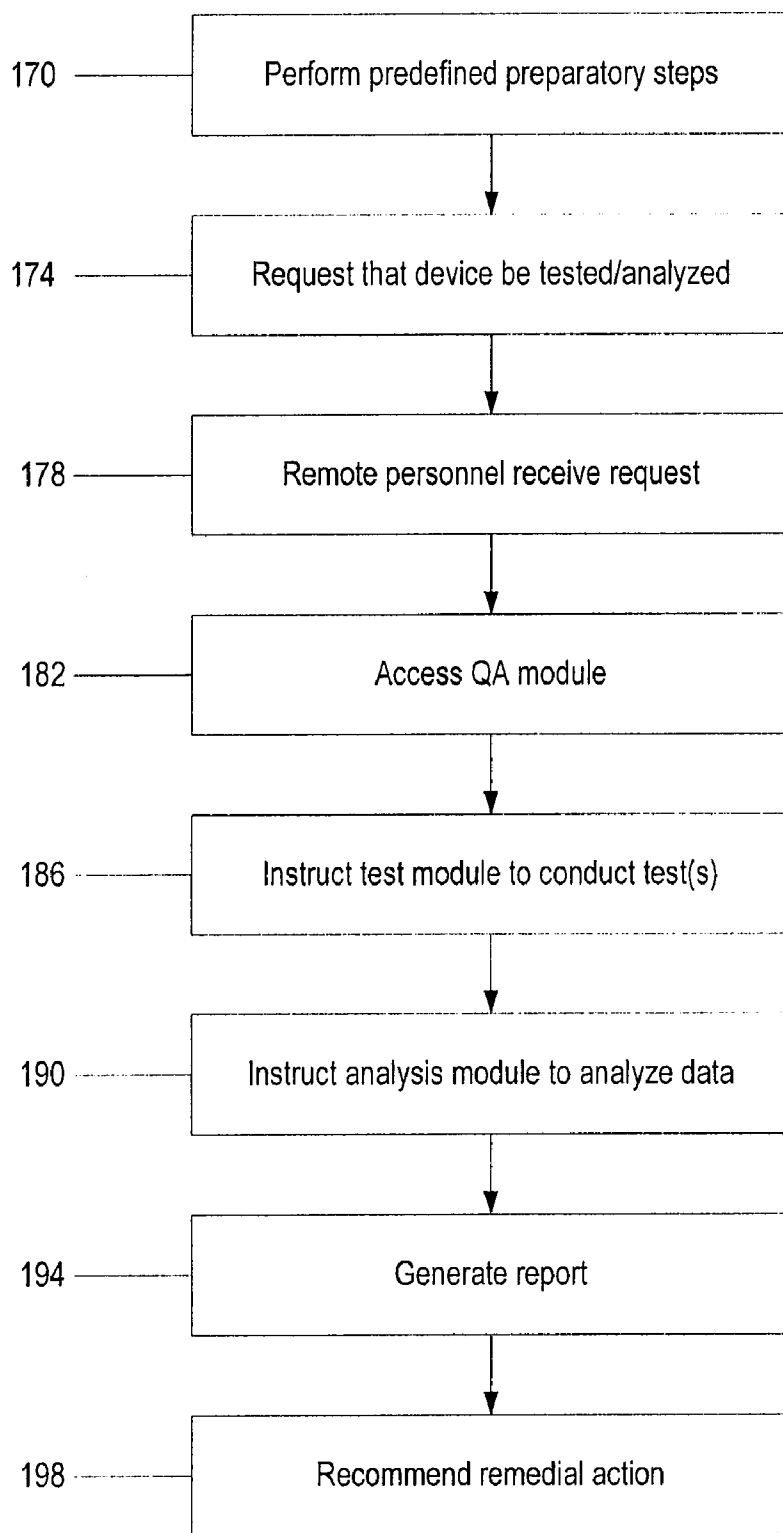 170 Perform predefined preparatory steps
174 Request that device be tested/analyzed
178 Remote personnel receive request
182 Access QA module
186 Instruct test module to conduct test(s)
190 Instruct analysis module to analyze data
194 Generate report
198 Recommend remedial action